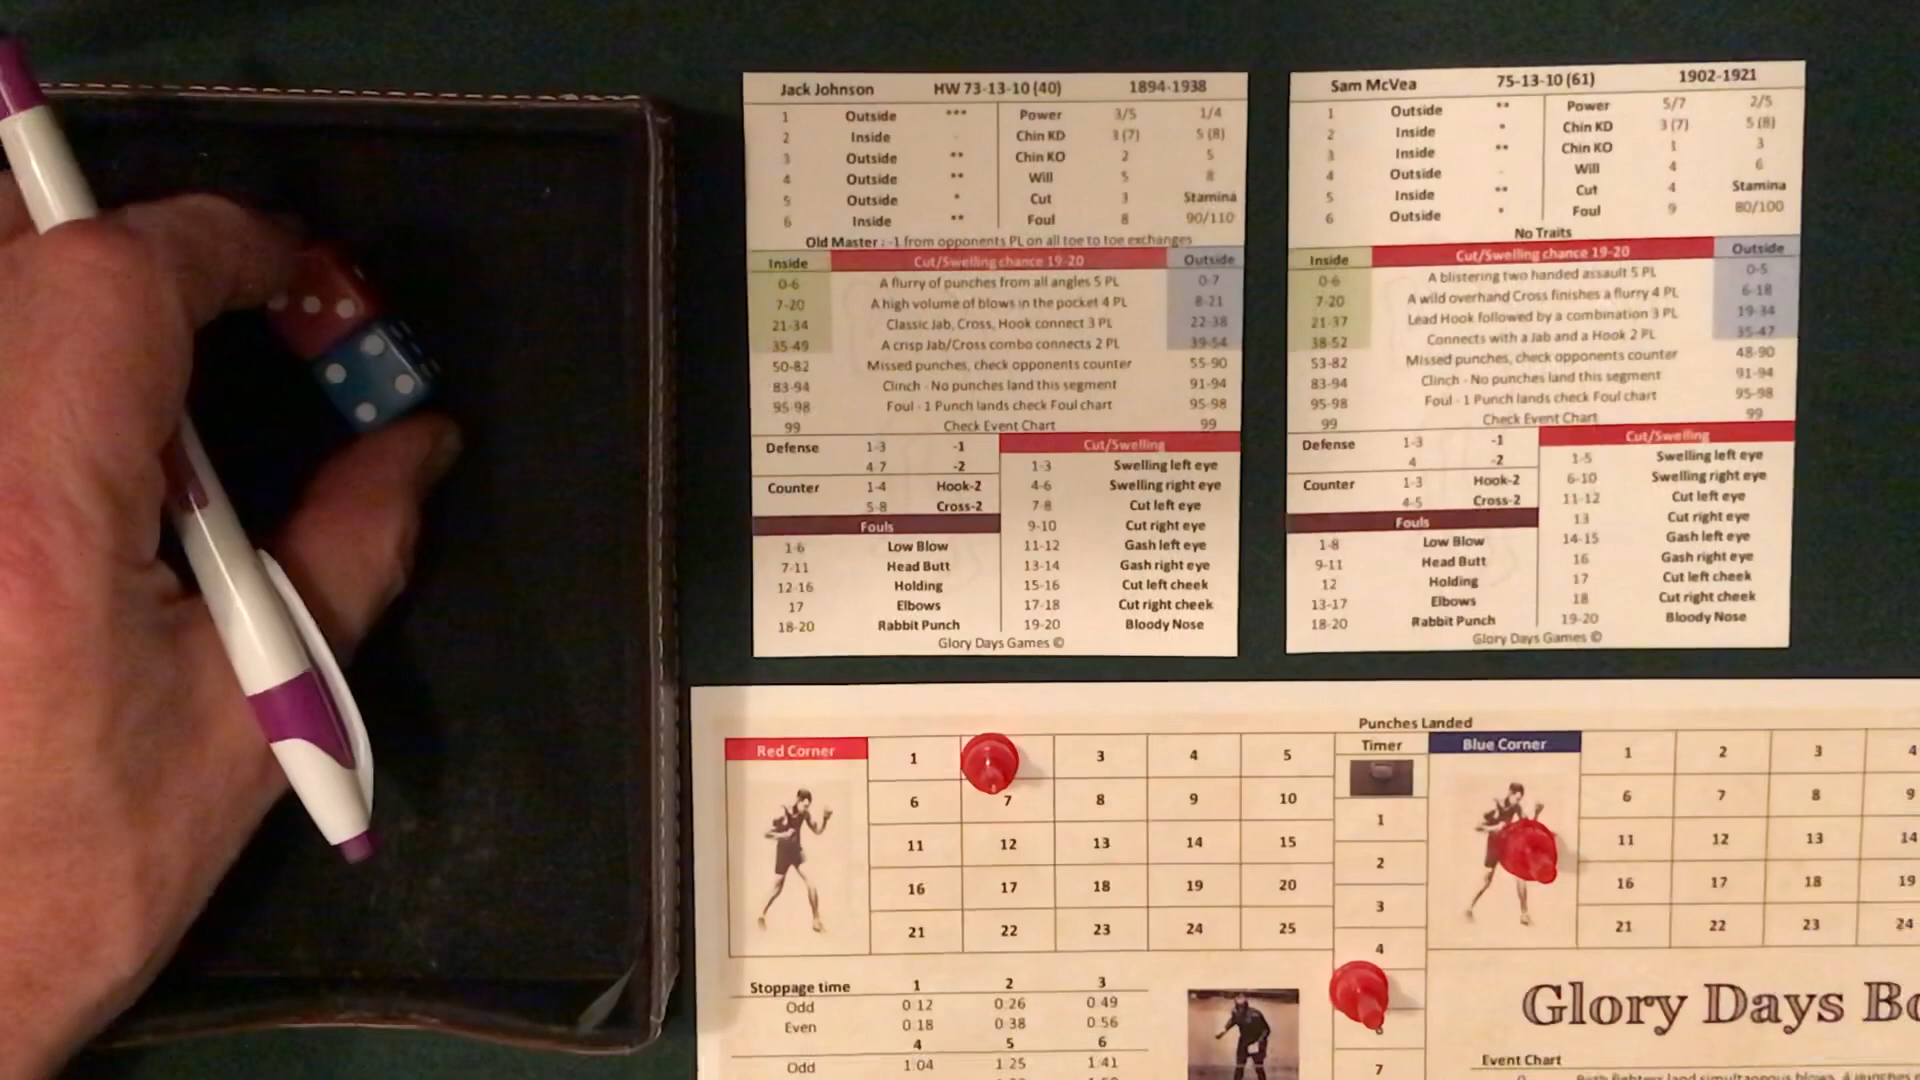 Jack Johnson HW 73-13-10 (40) 1894-1938
1 Outside *** Power 3/5 1/4
2 Inside - Chin KD 3 (7) 5 (8)
3 Outside ** Chin KO 2 5
4 Outside ** Will 5 8
5 Outside * Cut 3 Stamina
6 Inside ** Foul 8 90/110
Old Master : -1 from opponents PL on all toe to toe exchanges
Inside Cut/Swelling chance 19-20 Outside
0-6 A flurry of punches from all angles 5 PL 0-7
7-20 A high volume of blows in the pocket 4 PL 8-21
21-34 Classic Jab, Cross, Hook connect 3 PL 22-38
35-49 A crisp Jab/Cross combo connects 2 PL 39-54
50-82 Missed punches, check opponents counter 55-90
83-94 Clinch - No punches land this segment 91-94
95-98 Foul - 1 Punch lands check Foul chart 95-98
99 Check Event Chart 99
Defense 1-3 -1 Cut/Swelling
4-7 -2 1-3 Swelling left eye
Counter 1-4 Hook-2 4-6 Swelling right eye
5-8 Cross-2 7-8 Cut left eye
Fouls 9-10 Cut right eye
1-6 Low Blow 11-12 Gash left eye
7-11 Head Butt 13-14 Gash right eye
12-16 Holding 15-16 Cut left cheek
17 Elbows 17-18 Cut right cheek
18-20 Rabbit Punch 19-20 Bloody Nose
Glory Days Games ©
Sam McVea 75-13-10 (61) 1902-1921
1 Outside ** Power 5/7 2/5
2 Inside * Chin KD 3 (7) 5 (8)
3 Inside ** Chin KO 1 3
4 Outside - Will 4 6
5 Inside ** Cut 4 Stamina
6 Outside * Foul 9 80/100
No Traits
Inside Cut/Swelling chance 19-20 Outside
0-6 A blistering two handed assault 5 PL 0-5
7-20 A wild overhand Cross finishes a flurry 4 PL 6-18
21-37 Lead Hook followed by a combination 3 PL 19-34
38-52 Connects with a Jab and a Hook 2 PL 35-47
53-82 Missed punches, check opponents counter 48-90
83-94 Clinch - No punches land this segment 91-94
95-98 Foul - 1 Punch lands check Foul chart 95-98
99 Check Event Chart 99
Defense 1-3 -1 Cut/Swelling
4 -2 1-5 Swelling left eye
Counter 1-3 Hook-2 6-10 Swelling right eye
4-5 Cross-2 11-12 Cut left eye
Fouls 13 Cut right eye
1-8 Low Blow 14-15 Gash left eye
9-11 Head Butt 16 Gash right eye
12 Holding 17 Cut left cheek
13-17 Elbows 18 Cut right cheek
18-20 Rabbit Punch 19-20 Bloody Nose
Glory Days Games ©
Punches Landed
Red Corner 1 3 4 5 Timer Blue Corner 1 2 3 4
6 7 8 9 10 1 6 7 8 9
11 12 13 14 15 2 11 12 13 14
16 17 18 19 20 3 16 17 18 19
21 22 23 24 25 4 21 22 23 24
Stoppage time 1 2 3
Odd 0:12 0:26 0:49
Even 0:18 0:38 0:56
4 5 6
Odd 1:04 1:25 1:41
7
Glory Days Bo
Event Chart